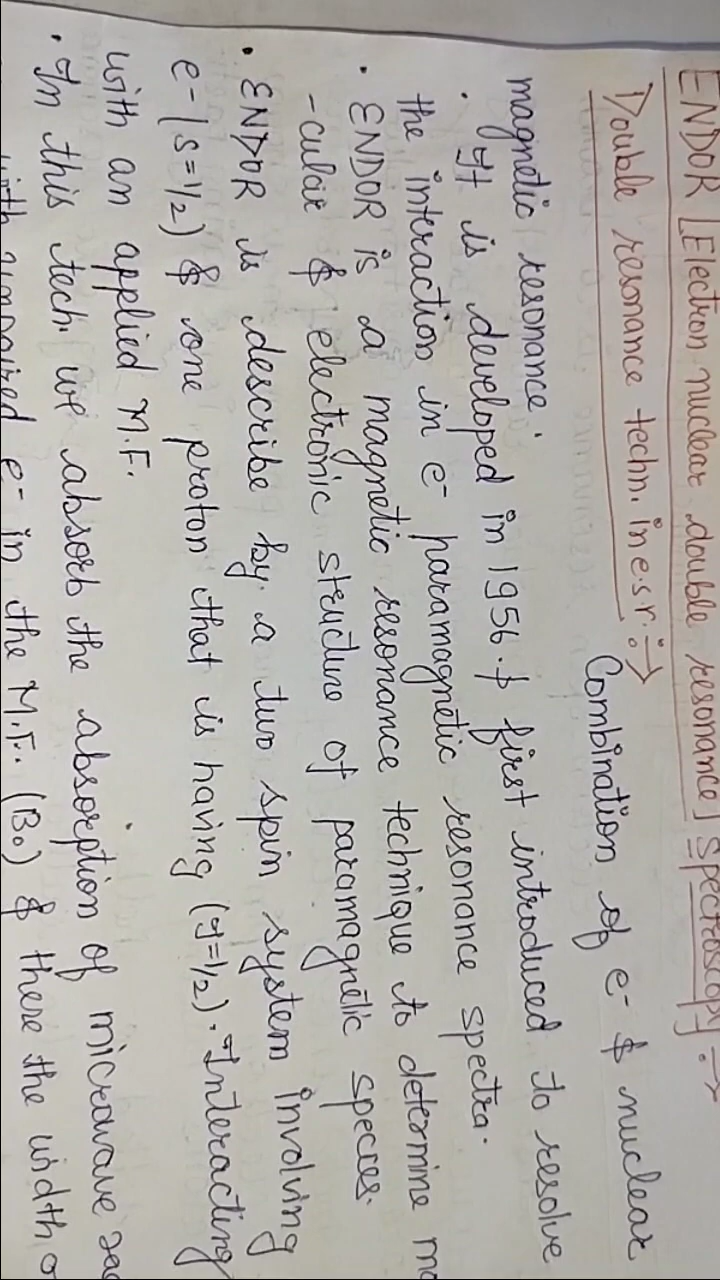 ENDOR [Electron nuclear double resonance] Spectroscopy :→
Double resonance techn. in e.s.r. :→
Combination of e⁻ & nuclear
magnetic resonance.
• It is developed in 1956. & first introduced to resolve
the interaction in e⁻ paramagnetic resonance spectra.
• ENDOR is a magnetic resonance technique to determine mo
-cular & electronic structure of paramagnetic species.
• ENDOR is describe by a two spin system involving
e⁻ (s=1/2) & one proton that is having (I=1/2). Interacting
with an applied M.F.
• In this tech. we absorb the absorption of microwave
with unpaired e⁻ in the M.F. (B₀) & there the width o